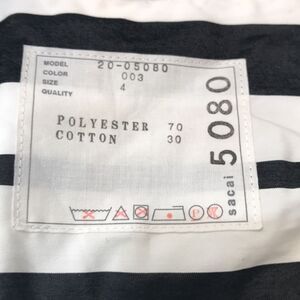 MODEL 20-05080
COLOR 003
SIZE 4
QUALITY
POLYESTER 70
COTTON 30
sacai 5080